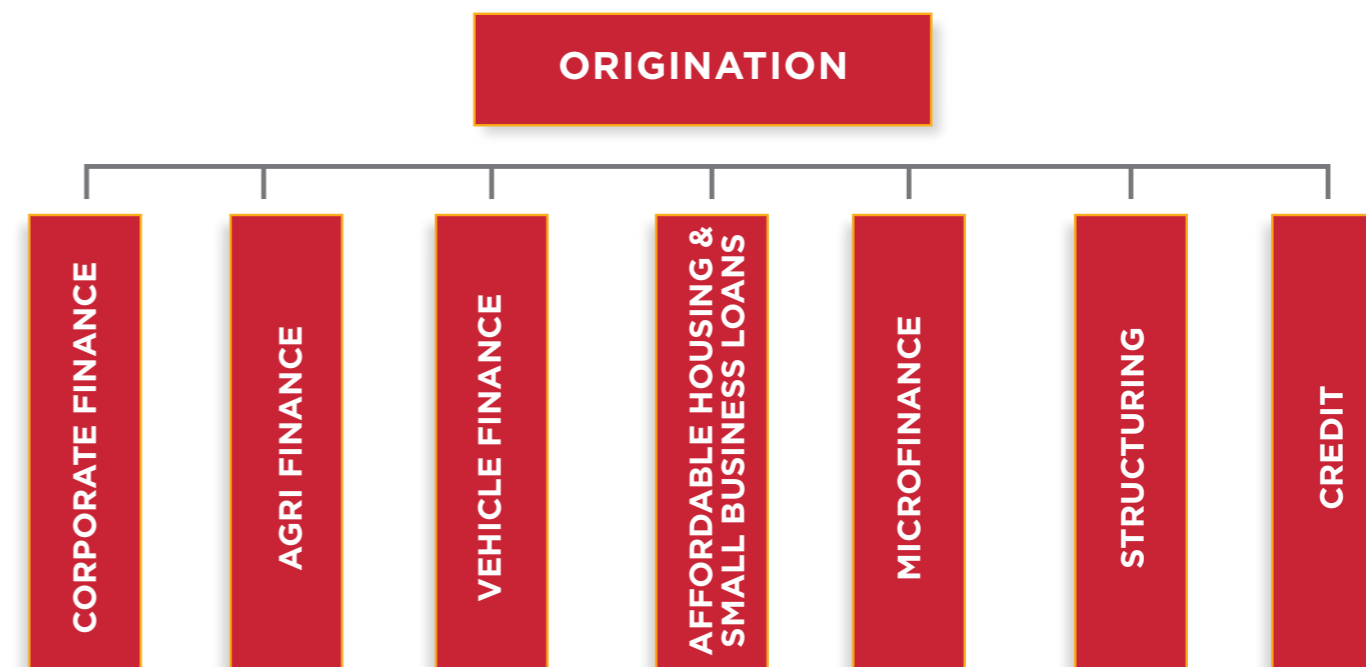 ORIGINATION
CORPORATE FINANCE
AGRI FINANCE
VEHICLE FINANCE
AFFORDABLE HOUSING &
SMALL BUSINESS LOANS
MICROFINANCE
STRUCTURING
CREDIT